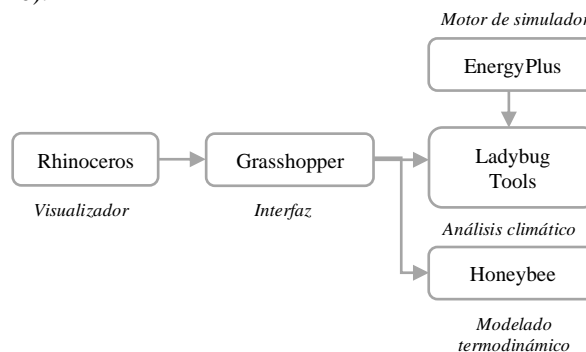 Motor de simulador
EnergyPlus
Rhinoceros
Grasshopper
Ladybug
Tools
Visualizador
Interfaz
Análisis climático
Honeybee
Modelado
termodinámico